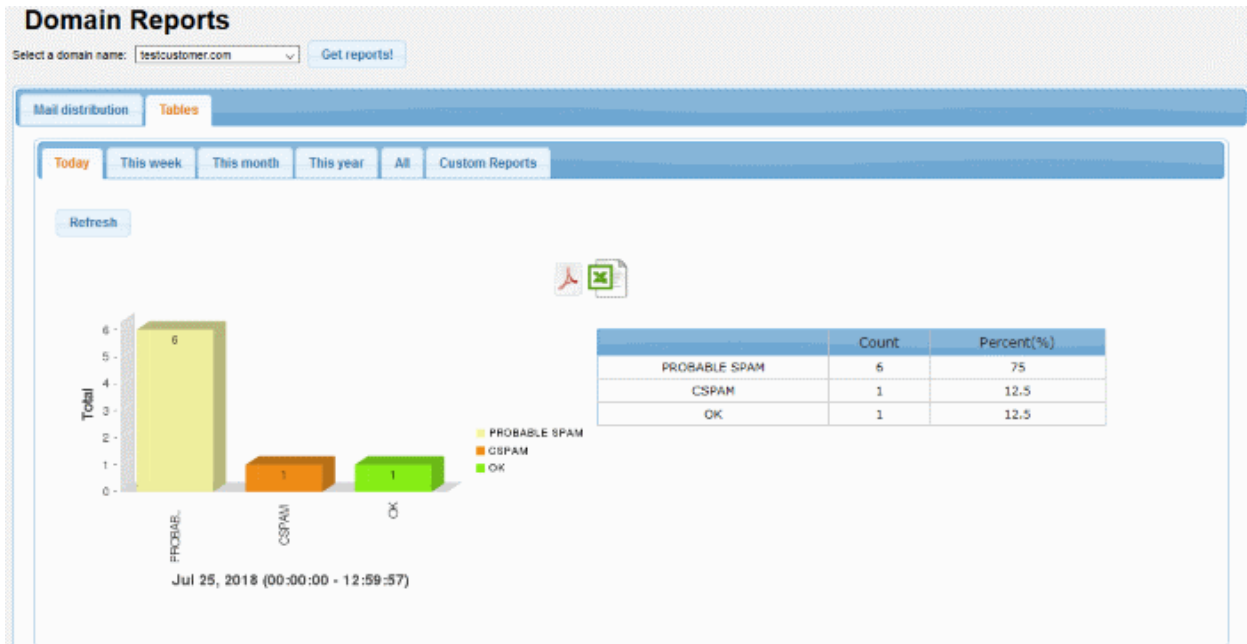 Domain Reports
Select a domain name: testcustomer.com Get reports!
Mail distribution Tables
Today This week This month This year All Custom Reports
Refresh
Count Percent(%)
PROBABLE SPAM 6 75
CSPAM 1 12.5
OK 1 12.5
Total
6
5
4
3
2
1
0
6
1
1
PROBABLE SPAM
CSPAM
OK
PROBAB..
CSPAM
OK
Jul 25, 2018 (00:00:00 - 12:59:57)